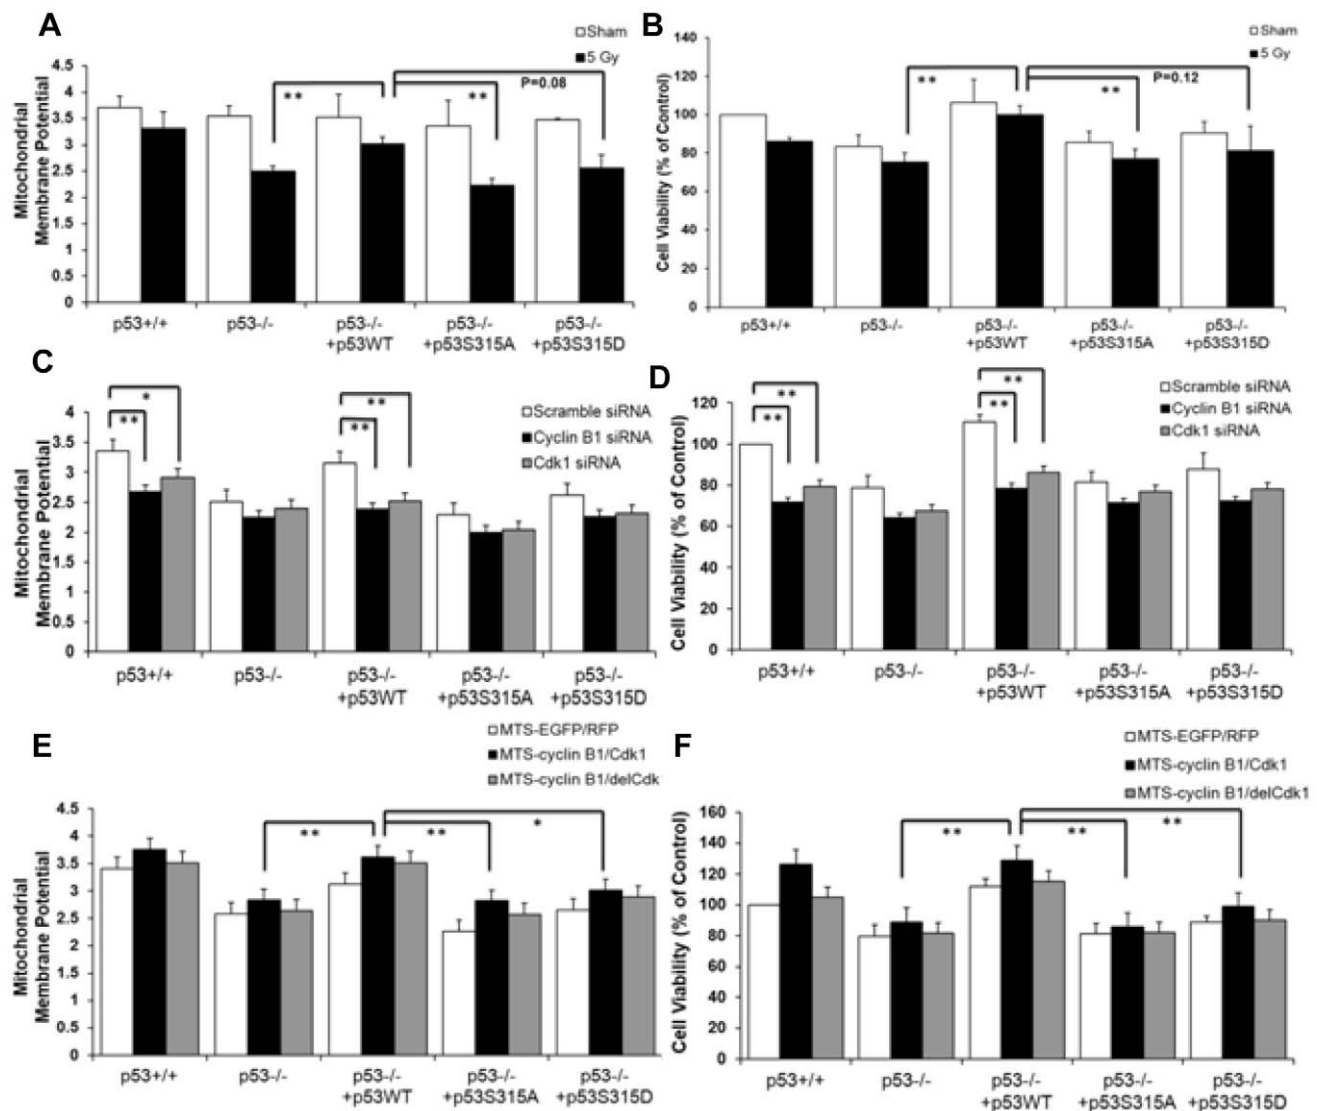 A
Sham
5 Gy
Mitochondrial
Membrane Potential
4.5
4
3.5
3
2.5
2
1.5
1
0.5
0
**
**
P=0.08
p53+/+
p53-/-
p53-/-
+p53WT
p53-/-
+p53S315A
p53-/-
+p53S315D
B
Sham
5 Gy
Cell Viability (% of Control)
140
120
100
80
60
40
20
0
**
**
P=0.12
p53+/+
p53-/-
p53-/-
+p53WT
p53-/-
+p53S315A
p53-/-
+p53S315D
C
Scramble siRNA
Cyclin B1 siRNA
Cdk1 siRNA
Mitochondrial
Membrane Potential
4
3.5
3
2.5
2
1.5
1
0.5
0
*
**
**
**
p53+/+
p53-/-
p53-/-
+p53WT
p53-/-
+p53S315A
p53-/-
+p53S315D
D
Scramble siRNA
Cyclin B1 siRNA
Cdk1 siRNA
Cell Viability (% of Control)
120
100
80
60
40
20
0
**
**
**
**
p53+/+
p53-/-
p53-/-
+p53WT
p53-/-
+p53S315A
p53-/-
+p53S315D
E
MTS-EGFP/RFP
MTS-cyclin B1/Cdk1
MTS-cyclin B1/delCdk
Mitochondrial
Membrane Potential
4.5
4
3.5
3
2.5
2
1.5
1
0.5
0
**
**
*
p53+/+
p53-/-
p53-/-
+p53WT
p53-/-
+p53S315A
p53-/-
+p53S315D
F
MTS-EGFP/RFP
MTS-cyclin B1/Cdk1
MTS-cyclin B1/delCdk1
Cell Viability (% of Control)
160
140
120
100
80
60
40
20
0
**
**
**
p53+/+
p53-/-
p53-/-
+p53WT
p53-/-
+p53S315A
p53-/-
+p53S315D